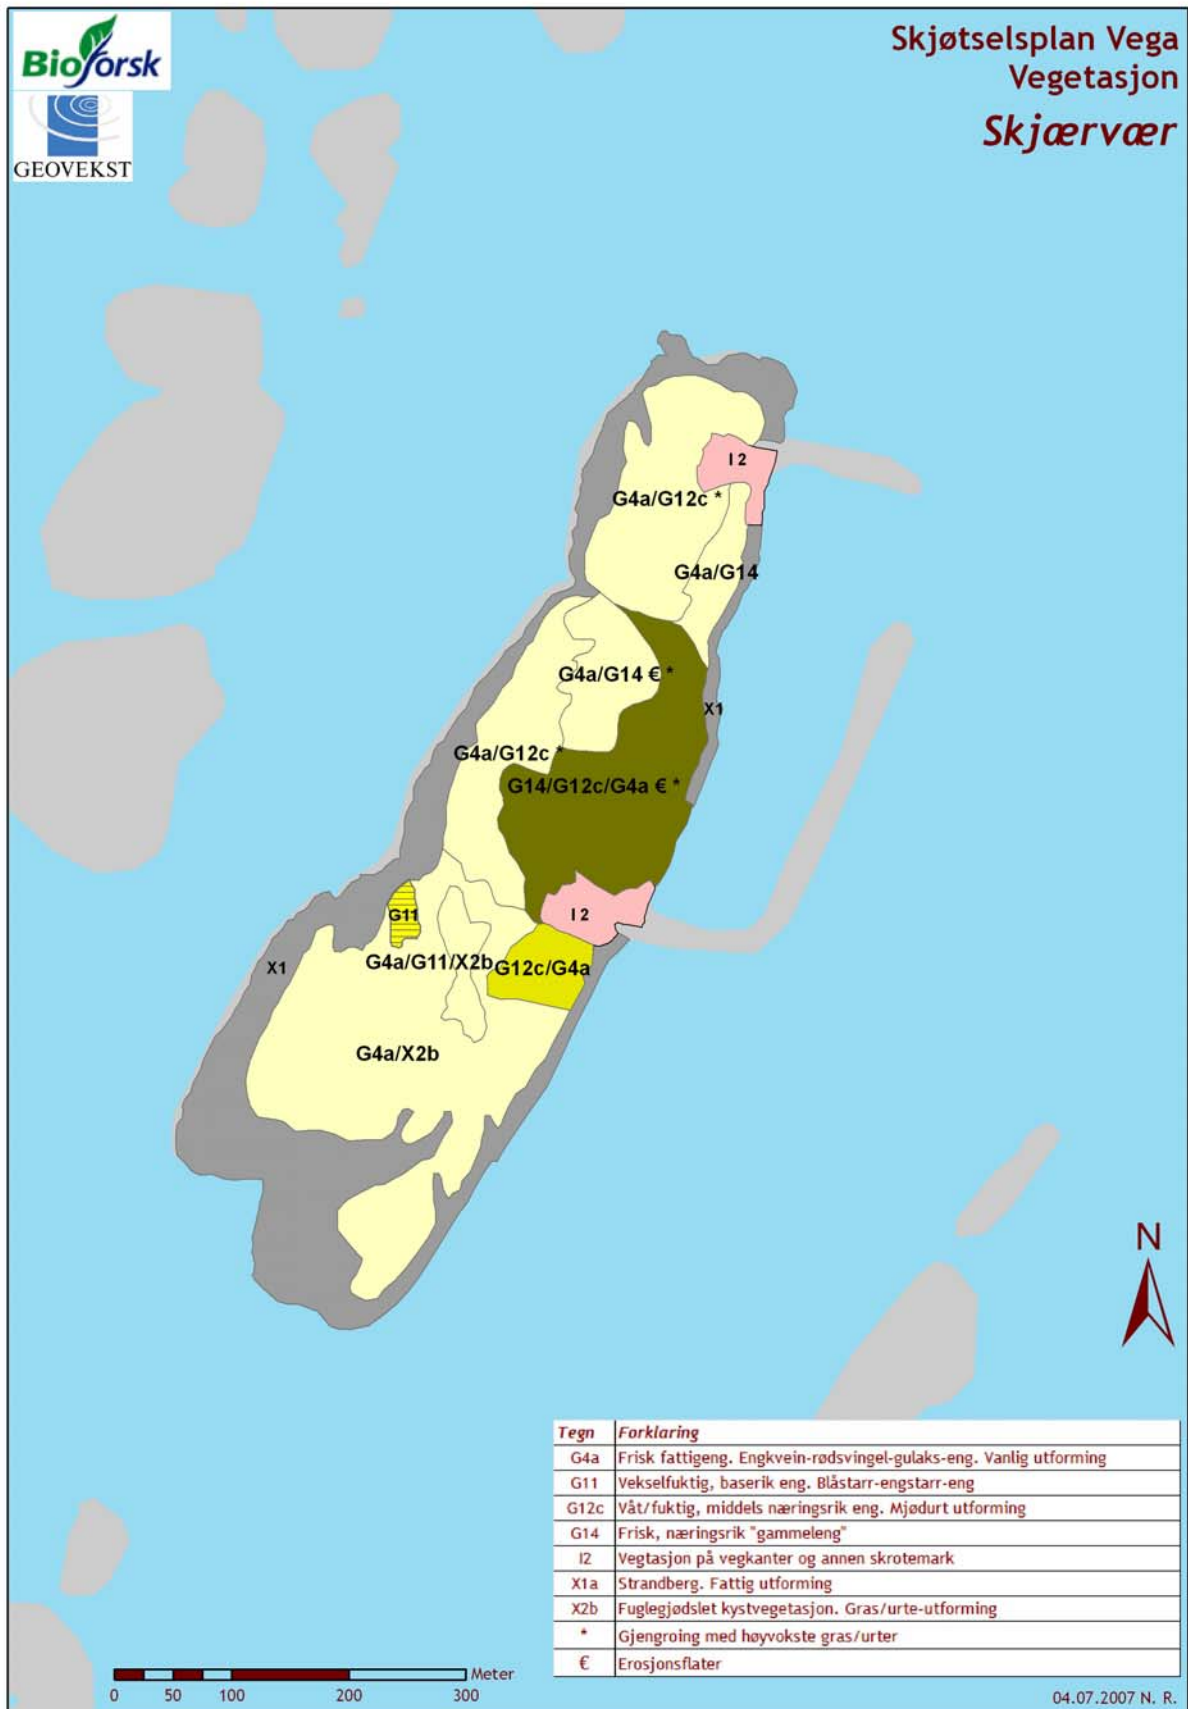 Bioforsk
GEOVEKST
Skjøtselsplan Vega
Vegetasjon
Skjærvær
I 2
G4a/G12c *
G4a/G14
G4a/G14 € *
X1
G4a/G12c *
G14/G12c/G4a € *
G11
I 2
G4a/G11/X2b
G12c/G4a
X1
G4a/X2b
N
Tegn Forklaring
G4a Frisk fattigeng. Engkvein-rødsvingel-gulaks-eng. Vanlig utforming
G11 Vekselfuktig, baserik eng. Blåstarr-engstarr-eng
G12c Våt/fuktig, middels næringsrik eng. Mjødurt utforming
G14 Frisk, næringsrik "gammeleng"
I2 Vegtasjon på vegkanter og annen skrotemark
X1a Strandberg. Fattig utforming
X2b Fuglegjødslet kystvegetasjon. Gras/urte-utforming
* Gjengroing med høyvokste gras/urter
€ Erosjonsflater
Meter
0 50 100 200 300
04.07.2007 N. R.